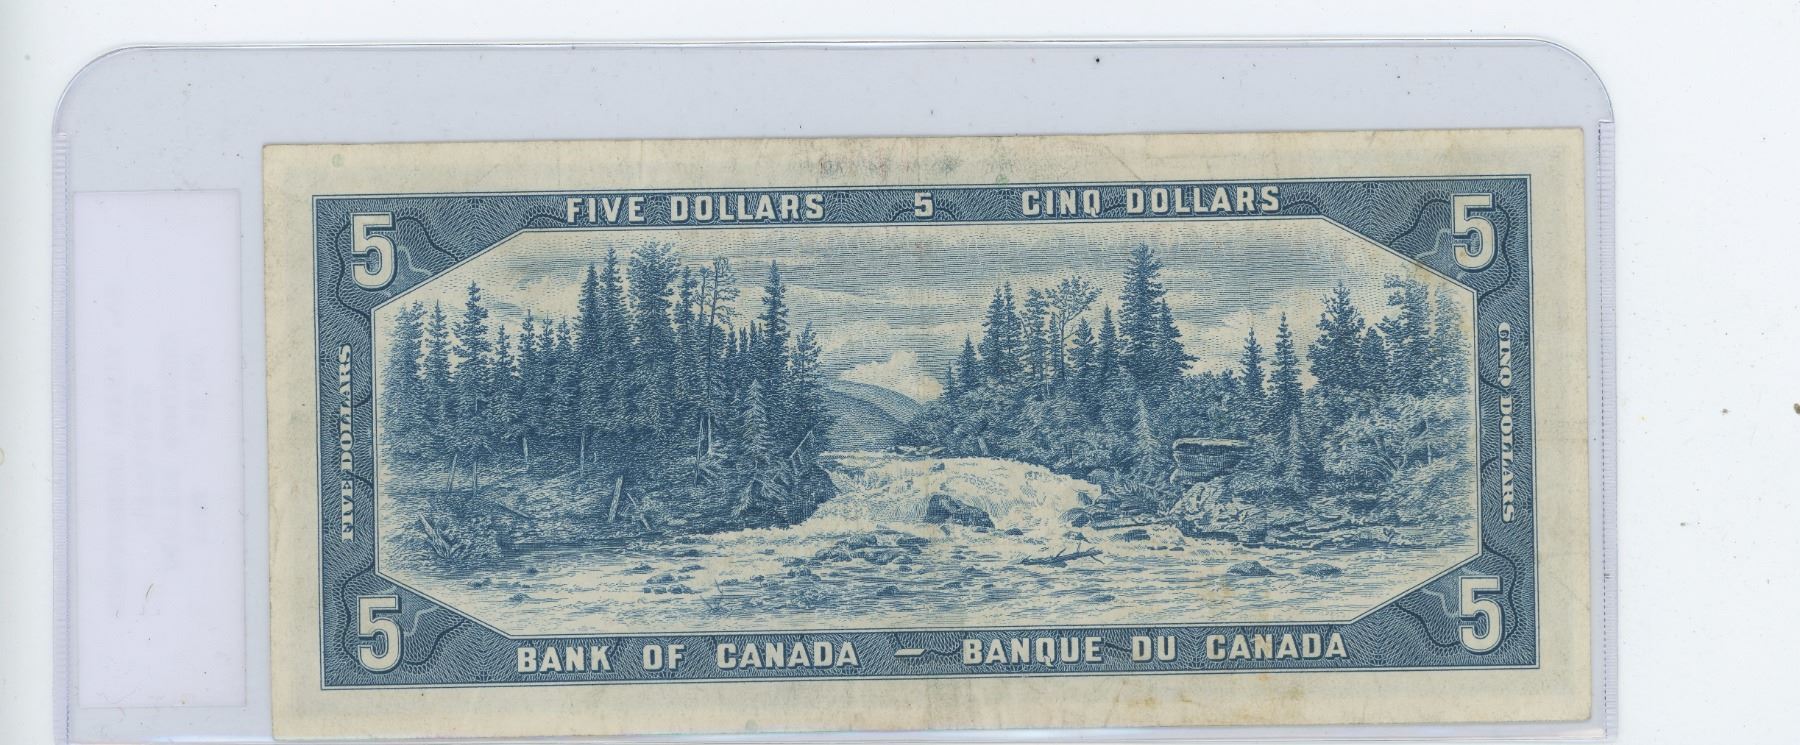 FIVE DOLLARS 5 CINQ DOLLARS
5 5
FIVE DOLLARS
CINQ DOLLARS
5 5
BANK OF CANADA — BANQUE DU CANADA